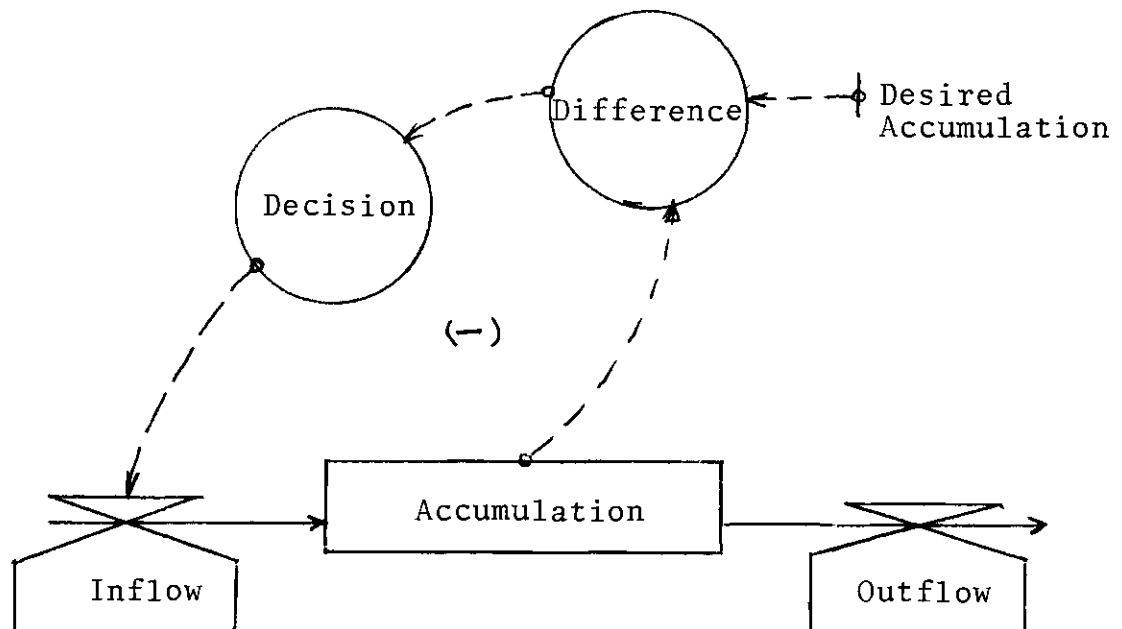 Difference
Desired
Accumulation
Decision
(-)
Accumulation
Inflow
Outflow